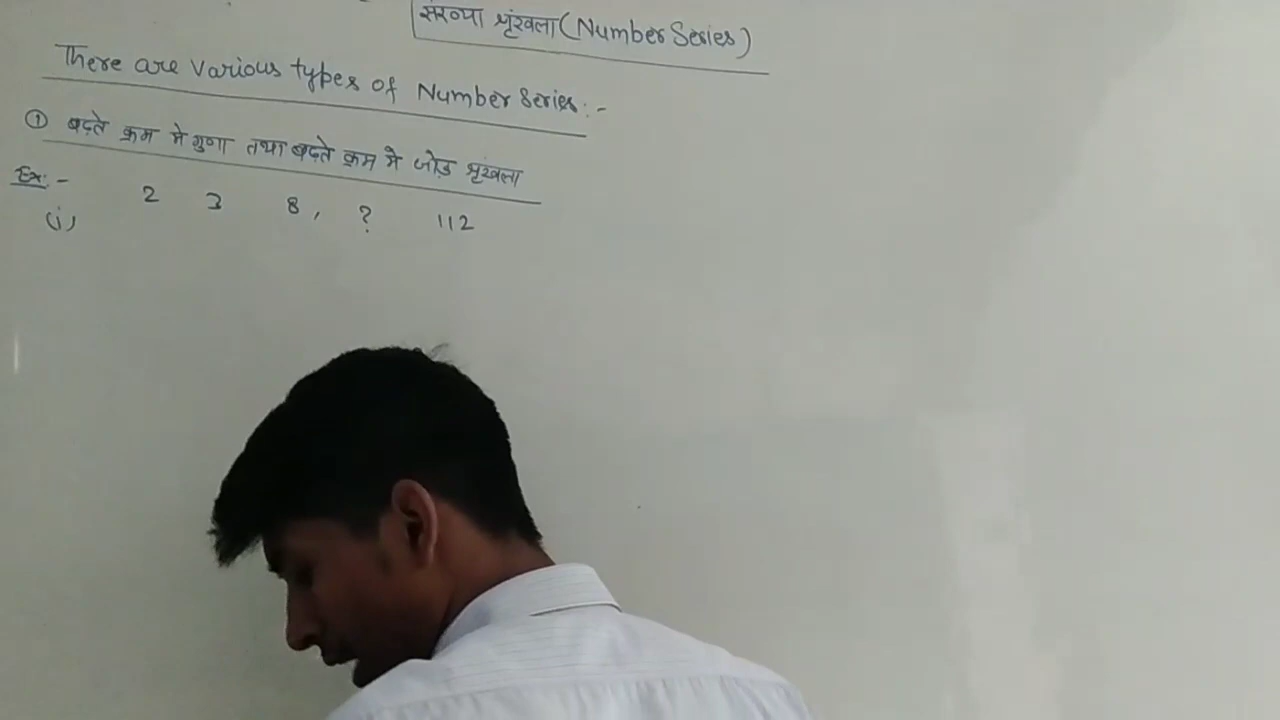 संख्या श्रृंखला (Number Series)
There are various types of Number Series:-
① बढ़ते क्रम मे गुणा तथा बढ़ते क्रम मे जोड़ श्रृंखला
Ex:-
(i) 2 3 8, ? 112